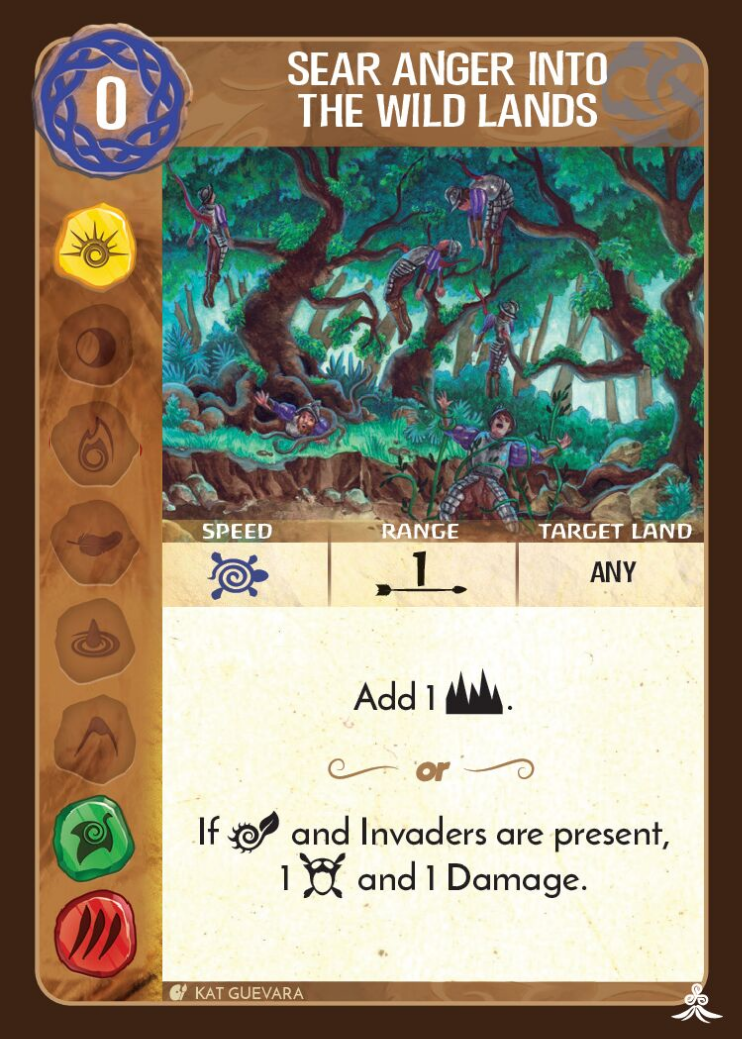 0
SEAR ANGER INTO
THE WILD LANDS
SPEED RANGE TARGET LAND
1 ANY
Add 1 .
or
If and Invaders are present,
1 and 1 Damage.
KAT GUEVARA